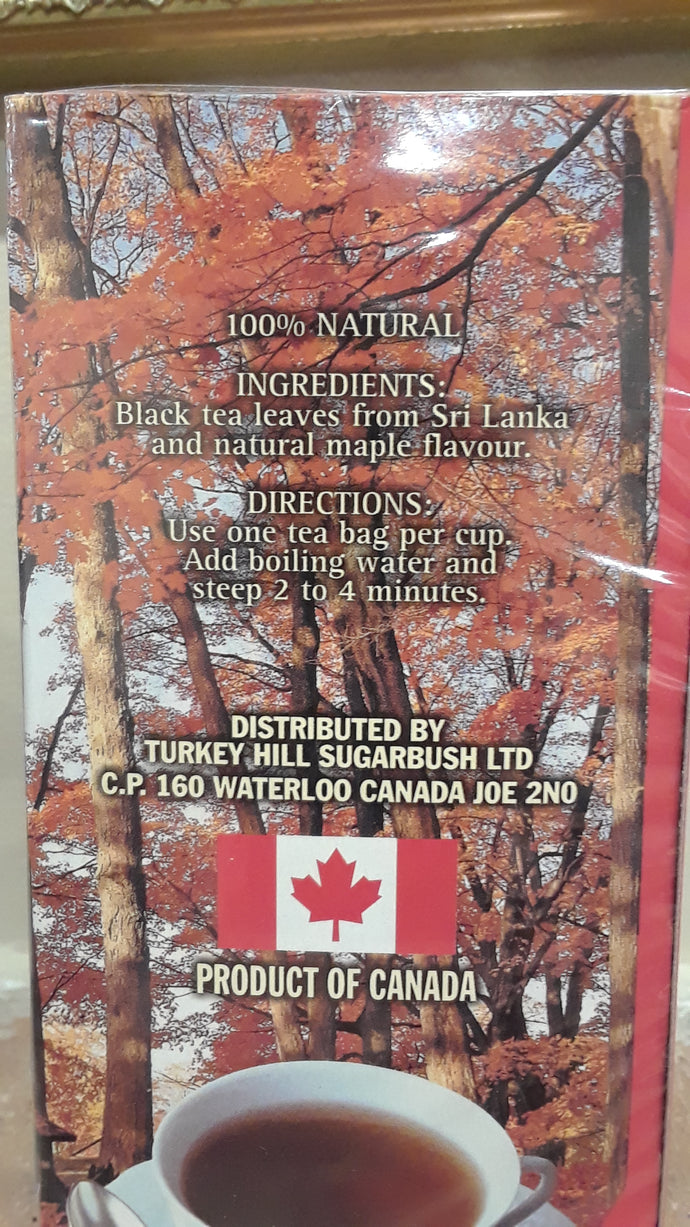 100% NATURAL
INGREDIENTS:
Black tea leaves from Sri Lanka
and natural maple flavour.
DIRECTIONS:
Use one tea bag per cup.
Add boiling water and
steep 2 to 4 minutes.
DISTRIBUTED BY
TURKEY HILL SUGARBUSH LTD
C.P. 160 WATERLOO CANADA JOE 2NO
PRODUCT OF CANADA